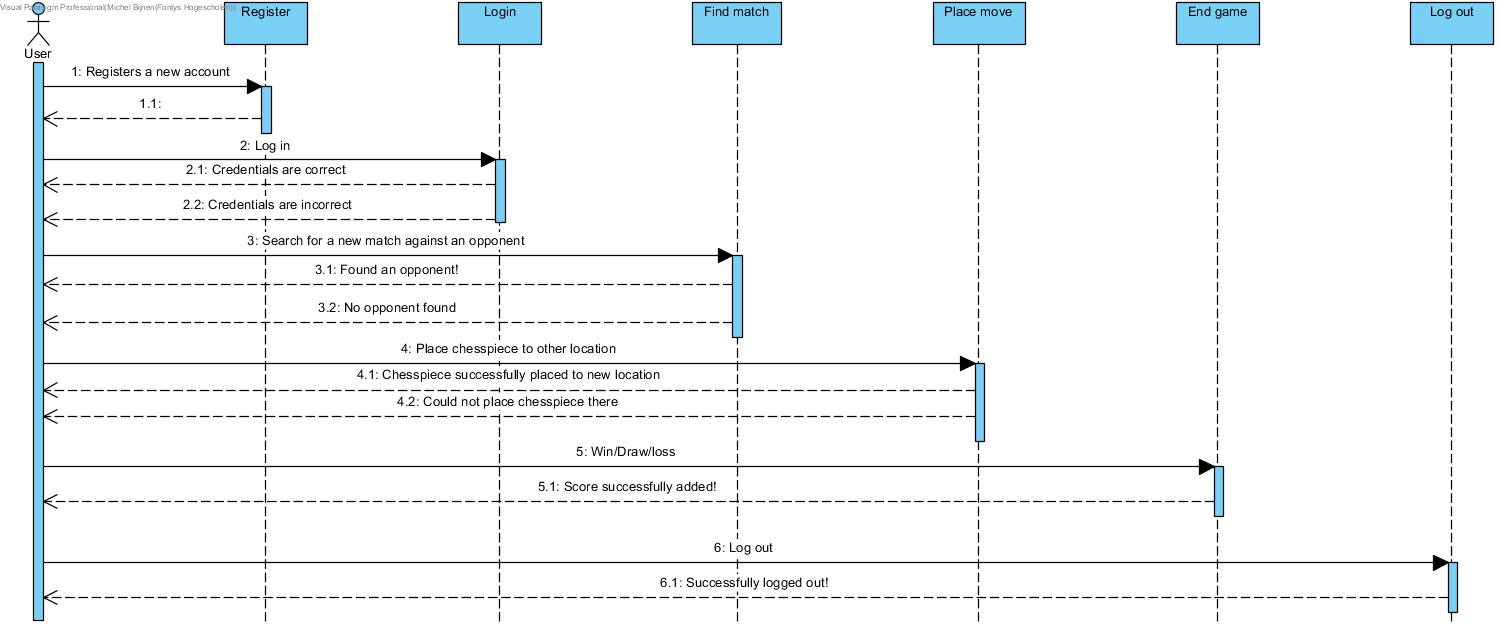 Visual Paradigm Professional(Michel Bijnen(Fontys Hogescholen))
Register
Login
Find match
Place move
End game
Log out
User
1: Registers a new account
1.1:
2: Log in
2.1: Credentials are correct
2.2: Credentials are incorrect
3: Search for a new match against an opponent
3.1: Found an opponent!
3.2: No opponent found
4: Place chesspiece to other location
4.1: Chesspiece successfully placed to new location
4.2: Could not place chesspiece there
5: Win/Draw/loss
5.1: Score successfully added!
6: Log out
6.1: Successfully logged out!